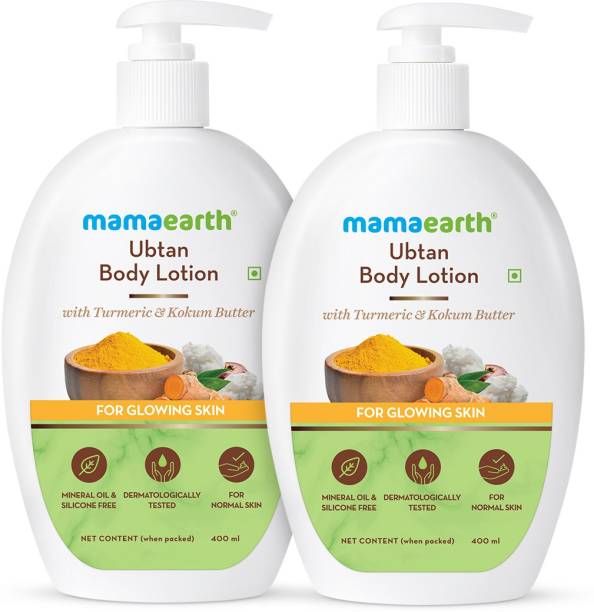 mamaearth®
Ubtan
Body Lotion
with Turmeric & Kokum Butter
FOR GLOWING SKIN
MINERAL OIL &
SILICONE FREE
DERMATOLOGICALLY
TESTED
FOR
NORMAL SKIN
NET CONTENT (when packed) 400 ml
mamaearth®
Ubtan
Body Lotion
with Turmeric & Kokum Butter
FOR GLOWING SKIN
MINERAL OIL &
SILICONE FREE
DERMATOLOGICALLY
TESTED
FOR
NORMAL SKIN
NET CONTENT (when packed) 400 ml